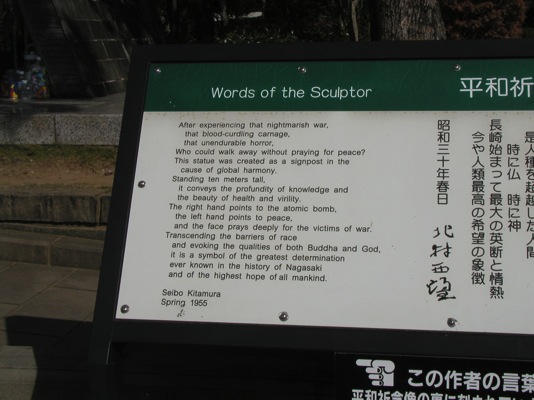 Words of the Sculptor
After experiencing that nightmarish war,
that blood-curdling carnage,
that unendurable horror,
Who could walk away without praying for peace?
This statue was created as a signpost in the
cause of global harmony.
Standing ten meters tall,
it conveys the profundity of knowledge and
the beauty of health and virility.
The right hand points to the atomic bomb,
the left hand points to peace,
and the face prays deeply for the victims of war.
Transcending the barriers of race
and evoking the qualities of both Buddha and God,
it is a symbol of the greatest determination
ever known in the history of Nagasaki
and of the highest hope of all mankind.
Seibo Kitamura
Spring 1955
平和祈
是人種を超越した人間
時に仏 時に神
長崎始まって最大の英断と情熱
今や人類最高の希望の象徴
昭和三十年春日
北村西望
この作者の言葉